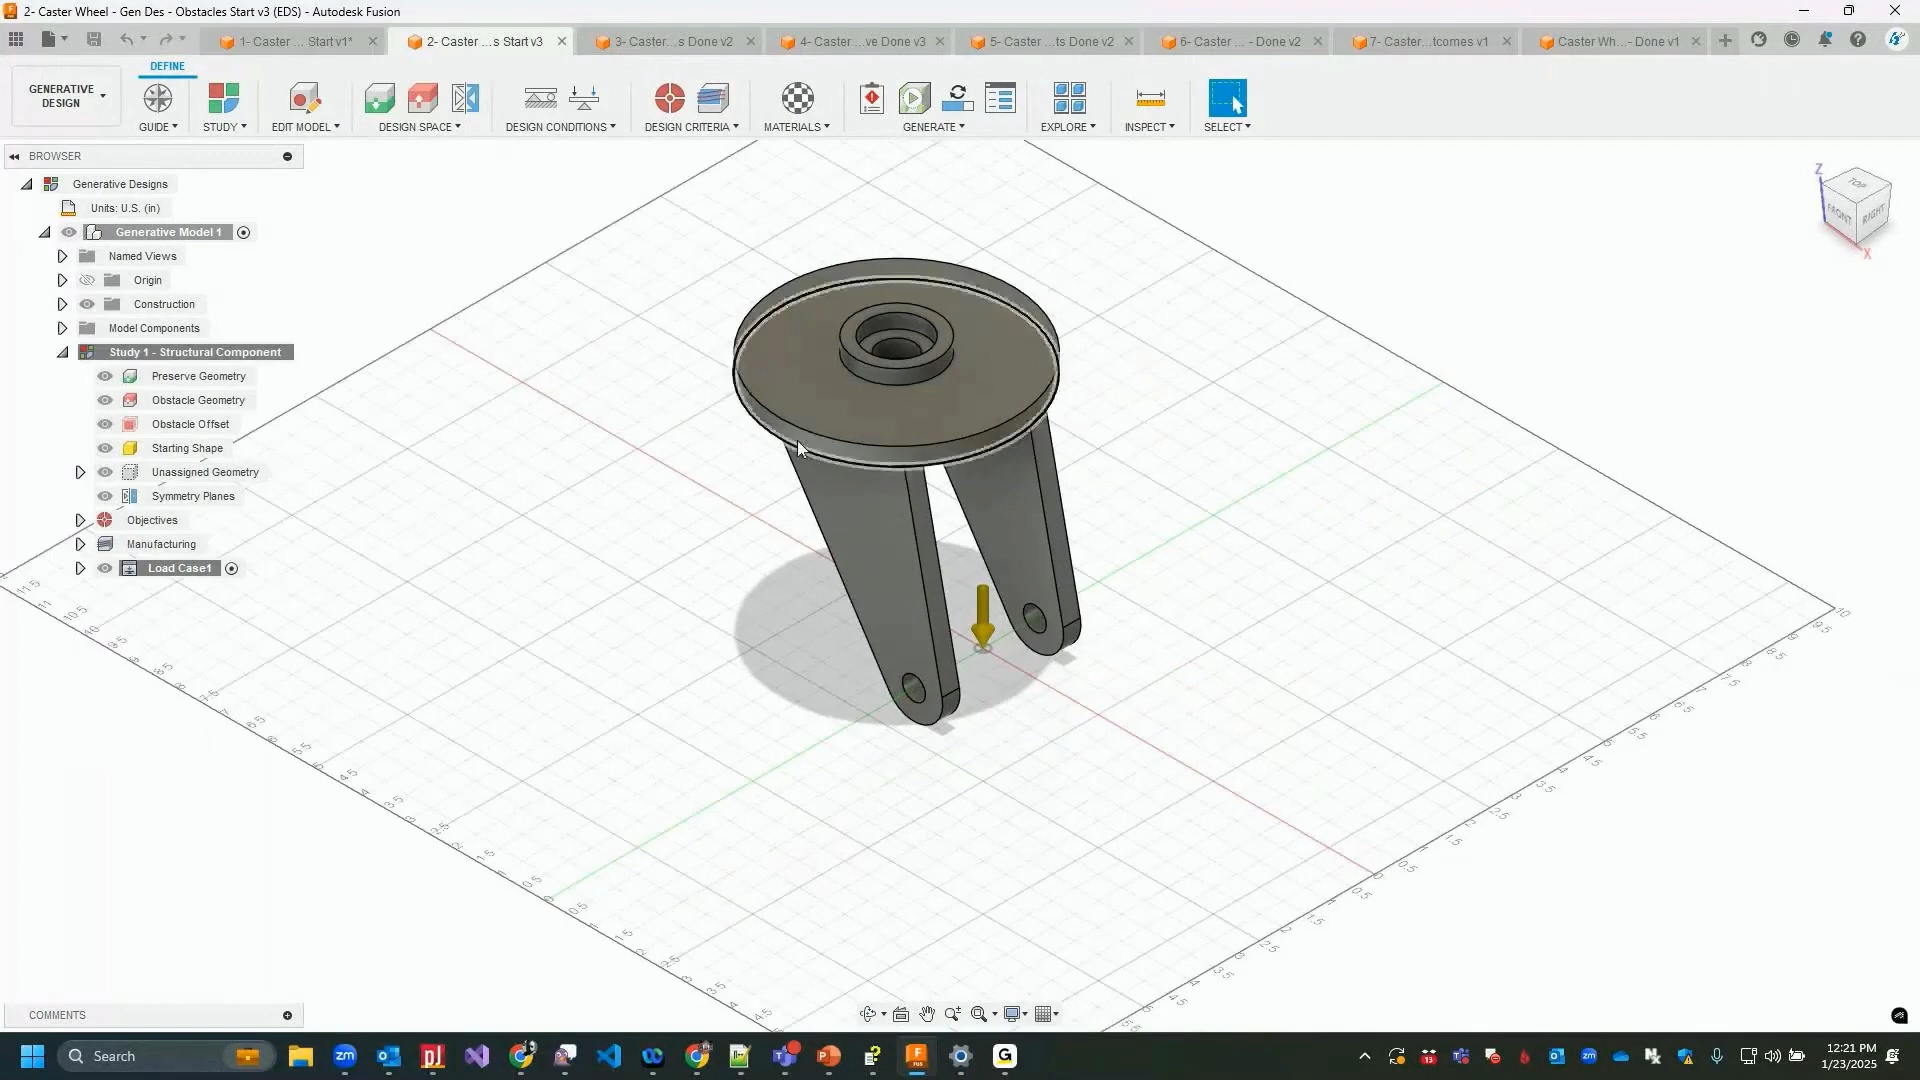 2- Caster Wheel - Gen Des - Obstacles Start v3 (EDS) - Autodesk Fusion
1- Caster ... Start v1*
2- Caster ...s Start v3
3- Caster...s Done v2
4- Caster ...ve Done v3
5- Caster ...ts Done v2
6- Caster ... - Done v2
7- Caster...tcomes v1
Caster Wh...- Done v1
DEFINE
GENERATIVE DESIGN
GUIDE
STUDY
EDIT MODEL
DESIGN SPACE
DESIGN CONDITIONS
DESIGN CRITERIA
MATERIALS
GENERATE
EXPLORE
INSPECT
SELECT
BROWSER
Generative Designs
Units: U.S. (in)
Generative Model 1
Named Views
Origin
Construction
Model Components
Study 1 - Structural Component
Preserve Geometry
Obstacle Geometry
Obstacle Offset
Starting Shape
Unassigned Geometry
Symmetry Planes
Objectives
Manufacturing
Load Case1
Z
TOP
FRONT
RIGHT
X
COMMENTS
Search
12:21 PM
1/23/2025